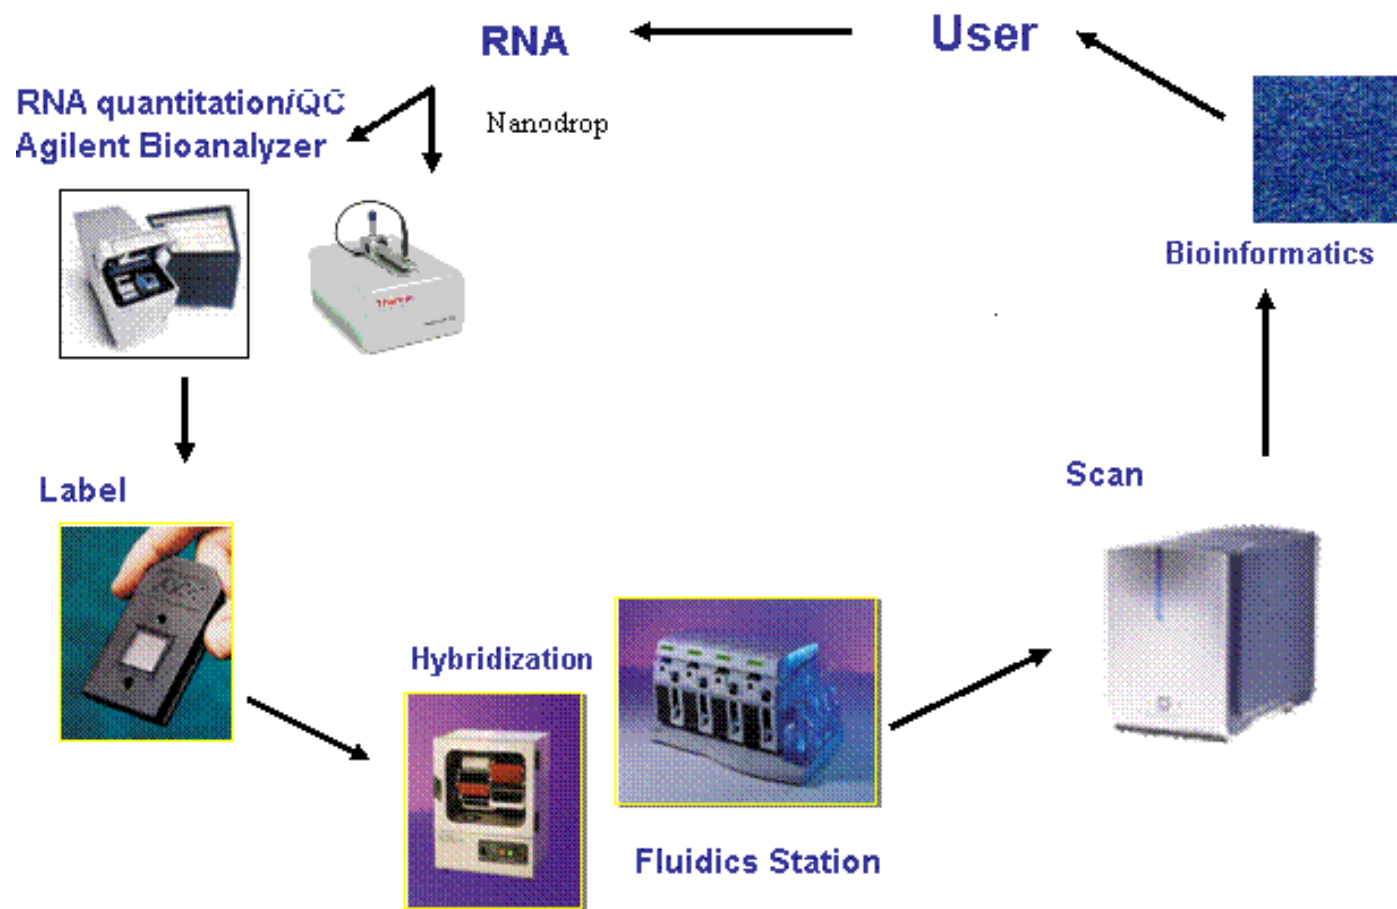 RNA
User
RNA quantitation/QC
Agilent Bioanalyzer
Nanodrop
Bioinformatics
Label
Scan
Hybridization
Fluidics Station